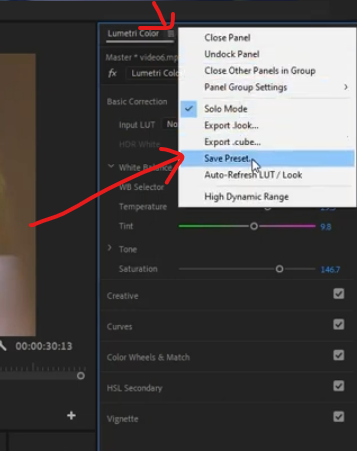 Lumetri Color
Close Panel
Undock Panel
Close Other Panels in Group
Panel Group Settings
Solo Mode
Export .look...
Export .cube...
Save Preset...
Auto-Refresh LUT / Look
High Dynamic Range
Master * video6.mp
fx Lumetri Colo
Basic Correction
Input LUT No
HDR White
White Balance
WB Selector
Temperature
Tint 9.8
Tone
Saturation 146.7
Creative
Curves
Color Wheels & Match
HSL Secondary
Vignette
00:00:30:13